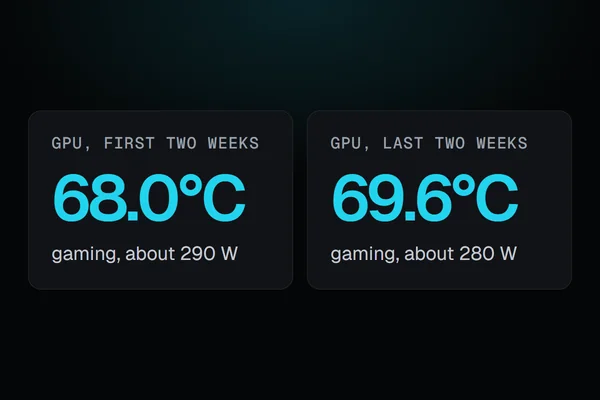 GPU, FIRST TWO WEEKS
68.0°C
gaming, about 290 W
GPU, LAST TWO WEEKS
69.6°C
gaming, about 280 W